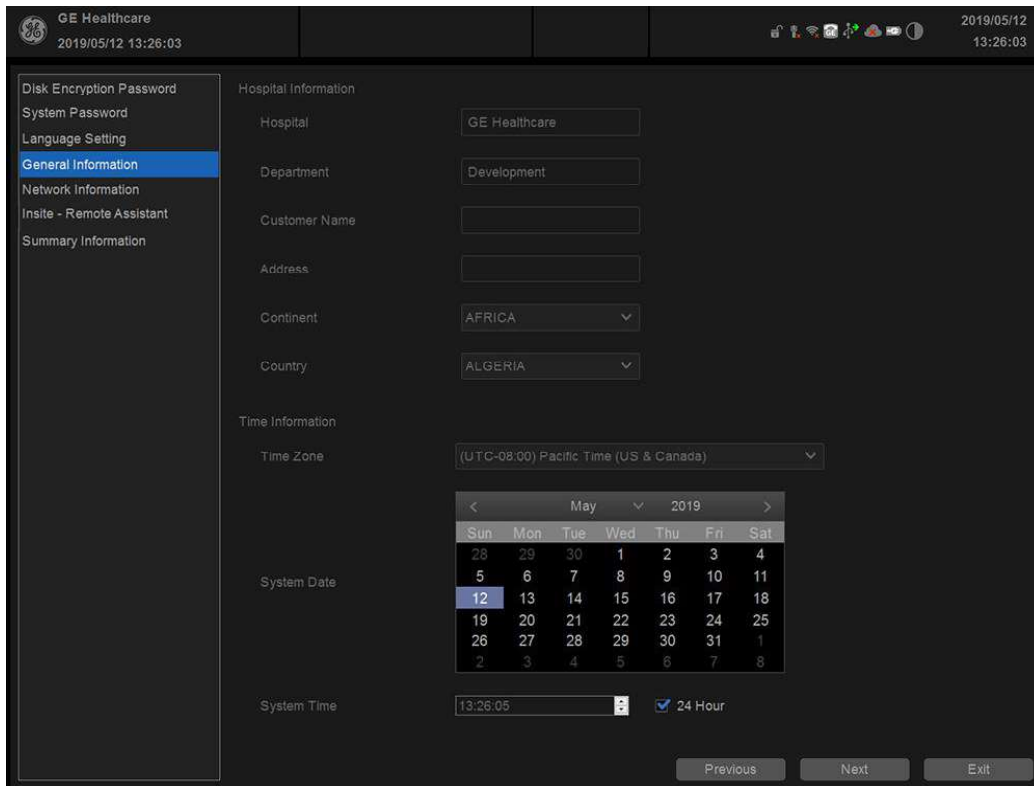 GE Healthcare
2019/05/12 13:26:03
2019/05/12
13:26:03
Disk Encryption Password
System Password
Language Setting
General Information
Network Information
Insite - Remote Assistant
Summary Information
Hospital Information
Hospital GE Healthcare
Department Development
Customer Name
Address
Continent AFRICA
Country ALGERIA
Time Information
Time Zone (UTC-08:00) Pacific Time (US & Canada)
May 2019
Sun Mon Tue Wed Thu Fri Sat
28 29 30 1 2 3 4
5 6 7 8 9 10 11
System Date
12 13 14 15 16 17 18
19 20 21 22 23 24 25
26 27 28 29 30 31 1
2 3 4 5 6 7 8
System Time 13:26:05 24 Hour
Previous Next Exit